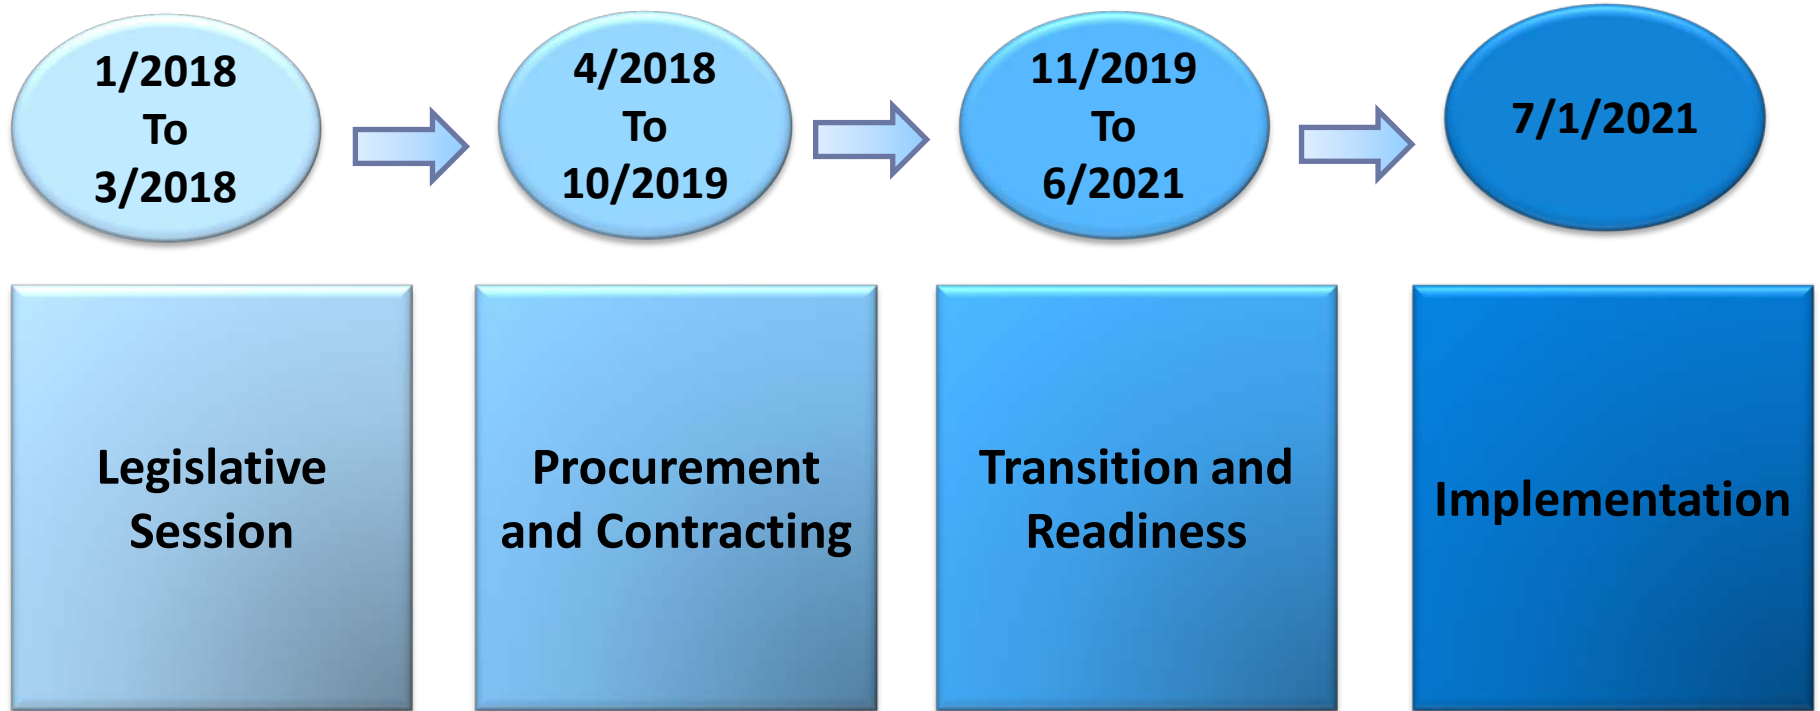 1/2018
To
3/2018
4/2018
To
10/2019
11/2019
To
6/2021
7/1/2021
Legislative
Session
Procurement
and Contracting
Transition and
Readiness
Implementation